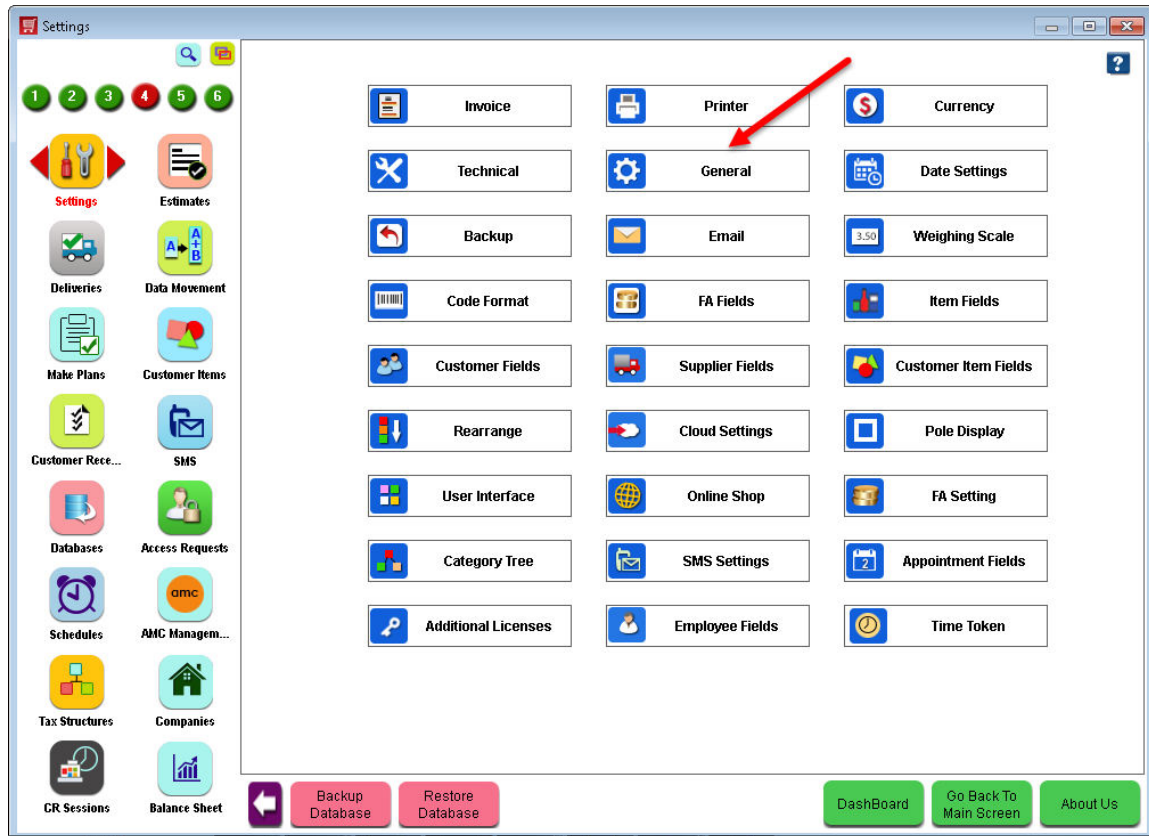 Settings
1 2 3 4 5 6
Settings Estimates
Deliveries Data Movement
Make Plans Customer Items
Customer Rece... SMS
Databases Access Requests
Schedules AMC Managem...
Tax Structures Companies
CR Sessions Balance Sheet
A A + B
amc
?
Invoice Printer $ Currency
Technical General Date Settings
Backup Email 3.50 Weighing Scale
Code Format FA Fields Item Fields
Customer Fields Supplier Fields Customer Item Fields
Rearrange Cloud Settings Pole Display
User Interface Online Shop FA Setting
Category Tree SMS Settings 2 Appointment Fields
Additional Licenses Employee Fields Time Token
Backup
Database
Restore
Database
DashBoard
Go Back To
Main Screen
About Us